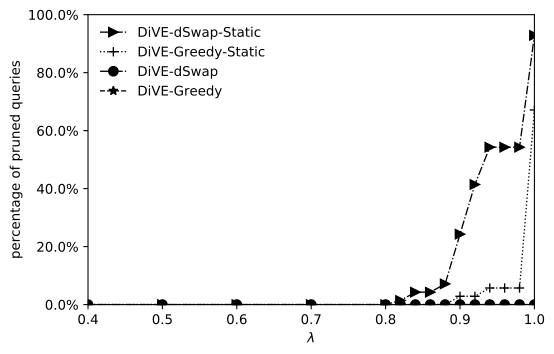 100.0%
80.0%
60.0%
40.0%
20.0%
0.0%
percentage of pruned queries
DiVE-dSwap-Static
DiVE-Greedy-Static
DiVE-dSwap
DiVE-Greedy
0.4 0.5 0.6 0.7 0.8 0.9 1.0
λ